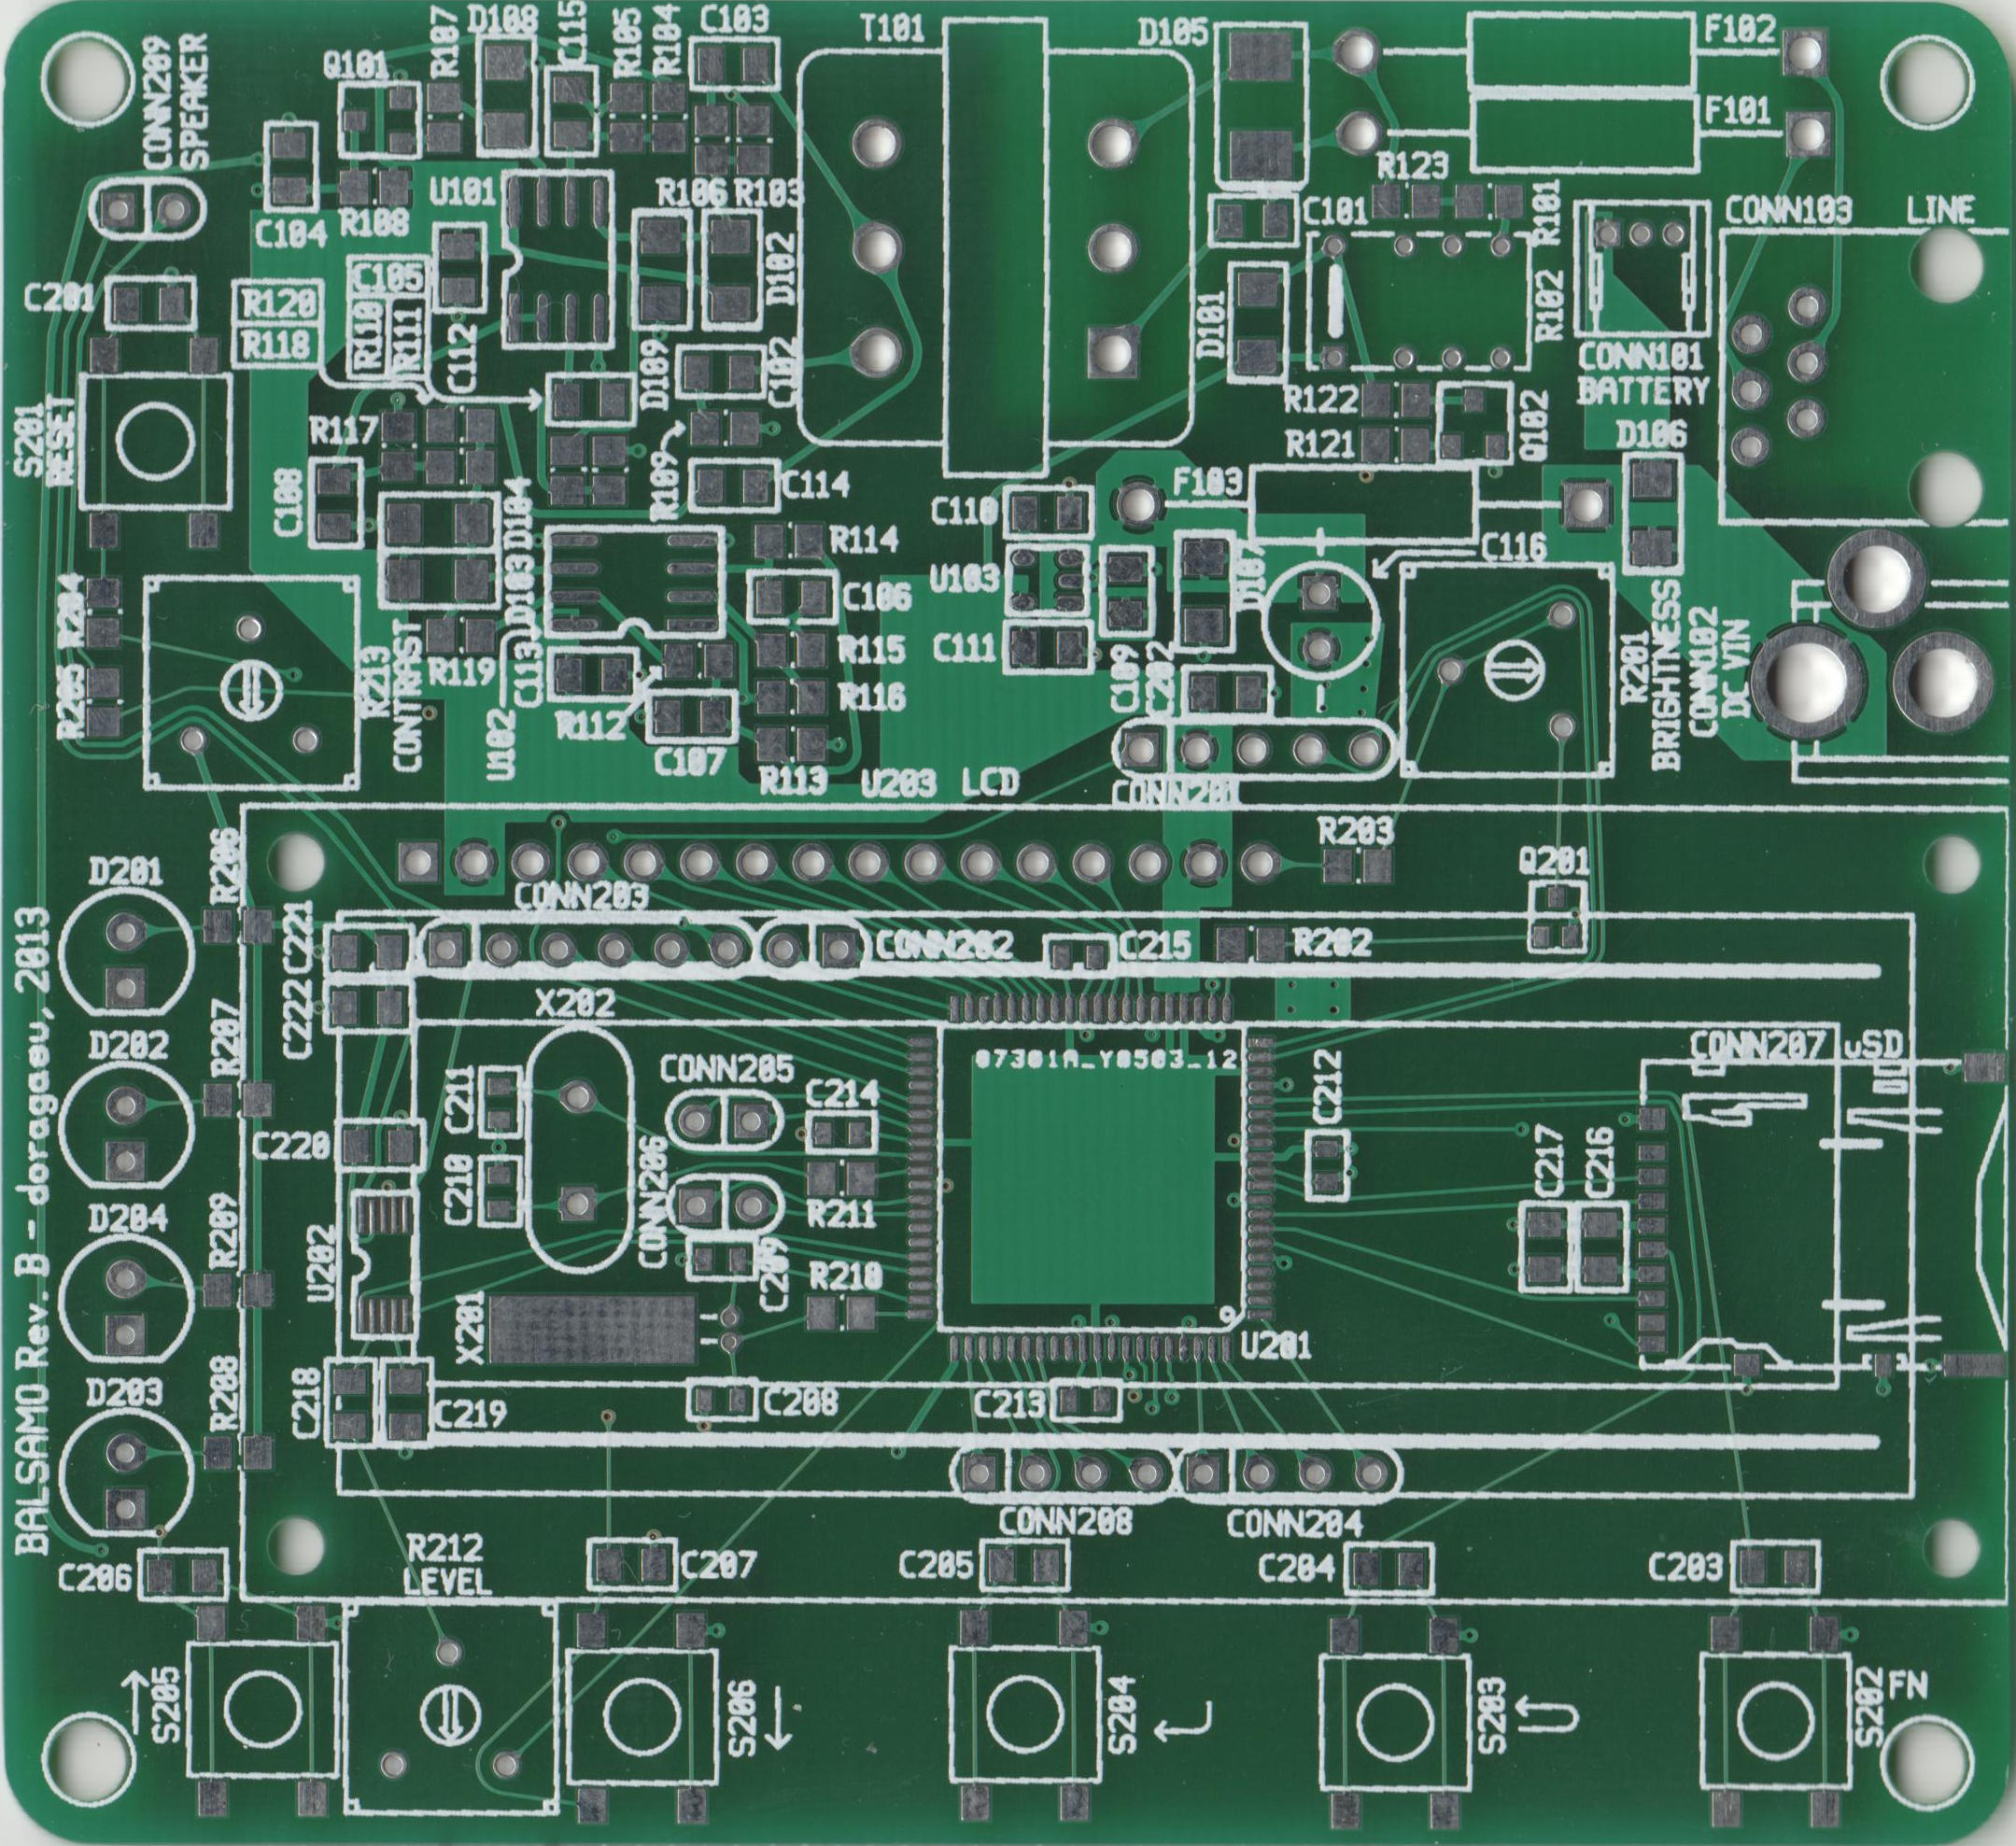 CONN209
SPEAKER
Q101
R107
D108
C115
R105
R104
C103
T101
D105
F102
F101
R123
C104
R108
U101
R106
R103
C101
R101
CONN103
LINE
C201
R120
R118
C105
R110
R111
C112
D109
D102
C102
D101
R102
CONN101
BATTERY
S201
RESET
R117
C108
R109
C114
R122
R121
Q102
D106
F103
C110
C116
D104
D103
R114
U103
D107
C106
R204
R205
R213
CONTRAST
R119
C113
U102
R112
C107
R115
R116
R113
C111
C109
C202
R201
BRIGHTNESS
CONN102
DC VIN
U203 LCD
CONN201
R203
Q201
D201
R206
CONN203
C221
CONN202
C215
R202
C222
X202
D202
R207
C211
CONN205
C214
07301A_Y0503_12
C212
CONN207 uSD
C220
C210
CONN206
R211
C217
C216
D204
R209
U202
C209
R210
X201
U201
D203
R208
C218
C219
C208
C213
CONN208
CONN204
BALSAMO Rev. B - doragasu, 2013
C206
R212
LEVEL
C207
C205
C204
C203
S205
S206
S204
S203
S202
FN